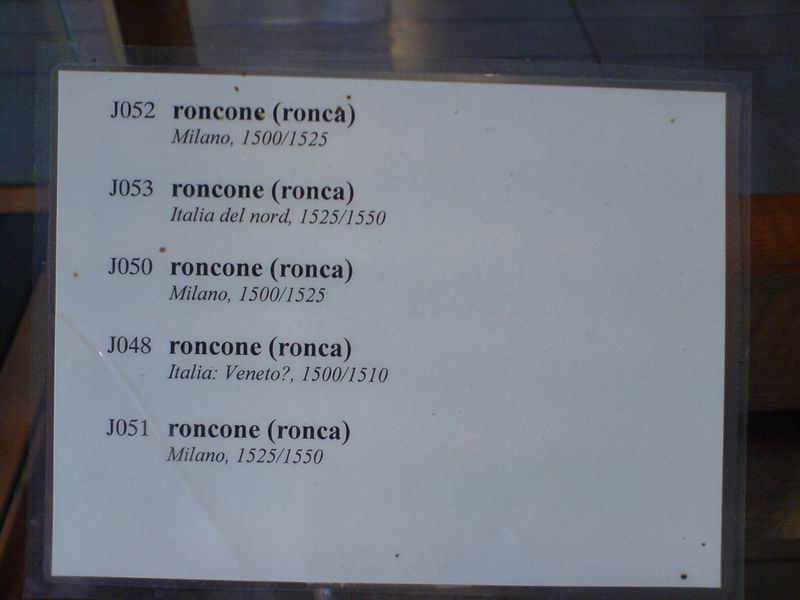 J052 roncone (ronca)
Milano, 1500/1525
J053 roncone (ronca)
Italia del nord, 1525/1550
J050 roncone (ronca)
Milano, 1500/1525
J048 roncone (ronca)
Italia: Veneto?, 1500/1510
J051 roncone (ronca)
Milano, 1525/1550